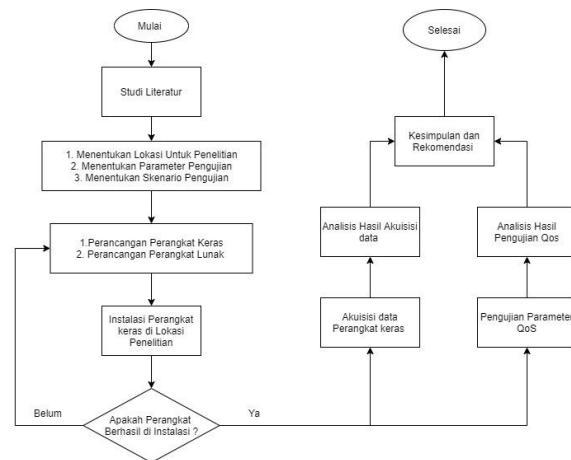 Mulai
Studi Literatur
1. Menentukan Lokasi Untuk Penelitian
2. Menentukan Parameter Pengujian
3. Menentukan Skenario Pengujian
1.Perancangan Perangkat Keras
2. Perancangan Perangkat Lunak
Instalasi Perangkat
keras di Lokasi
Penelitian
Apakah Perangkat
Berhasil di Instalasi ?
Belum
Ya
Akuisisi data
Perangkat keras
Analisis Hasil Akuisisi
data
Pengujian Parameter
QoS
Analisis Hasil
Pengujian Qos
Kesimpulan dan
Rekomendasi
Selesai